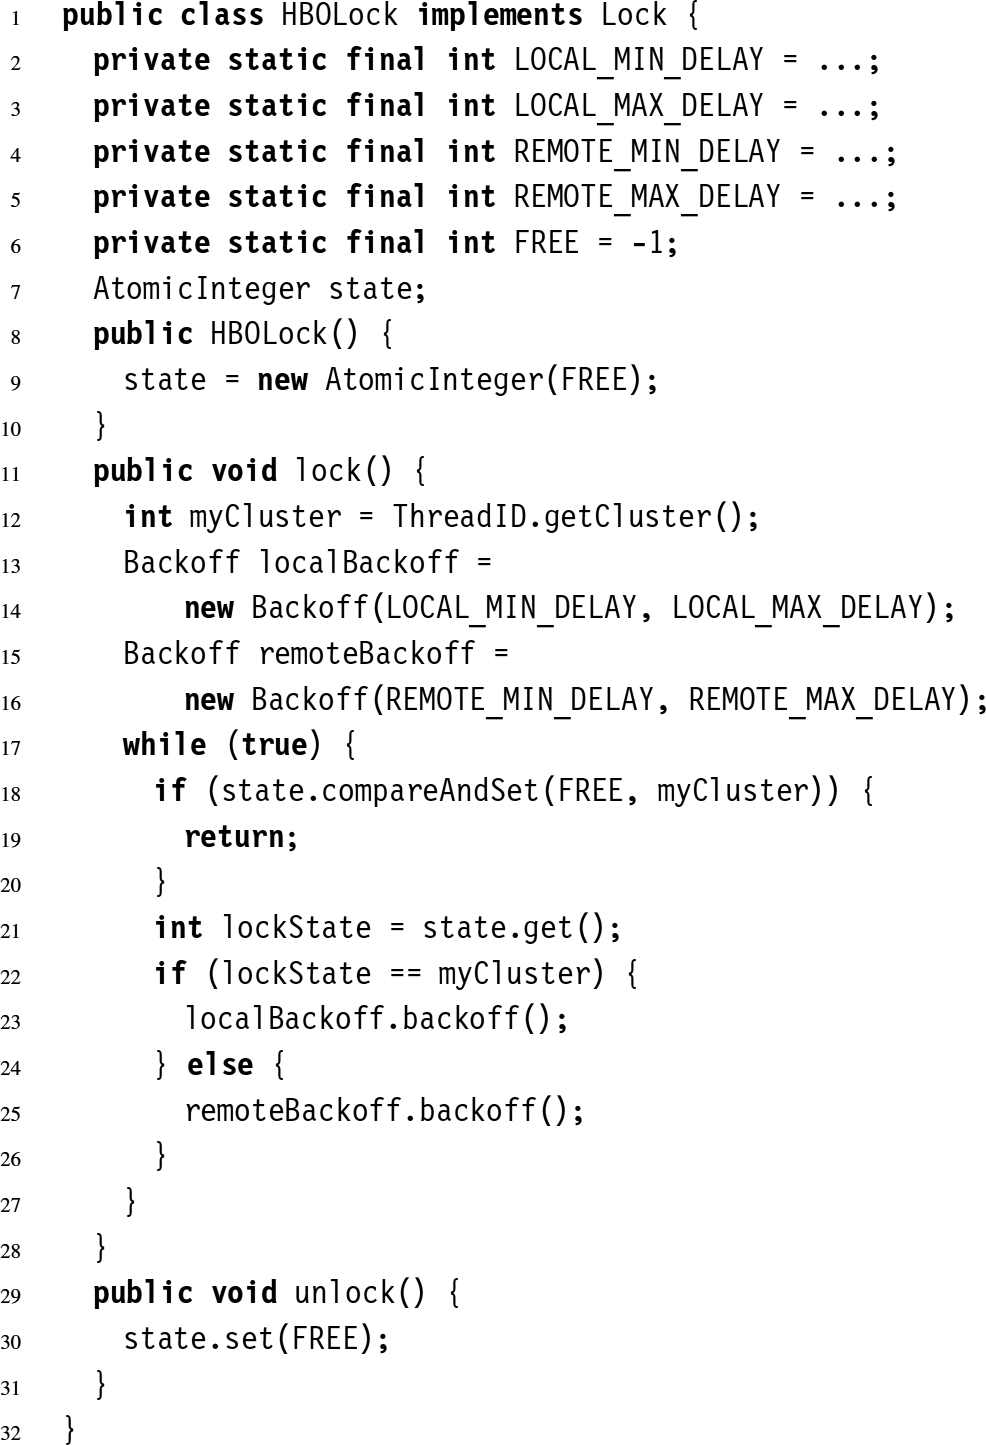 1 public class HBOLock implements Lock {
2 private static final int LOCAL_MIN_DELAY = ...;
3 private static final int LOCAL_MAX_DELAY = ...;
4 private static final int REMOTE_MIN_DELAY = ...;
5 private static final int REMOTE_MAX_DELAY = ...;
6 private static final int FREE = -1;
7 AtomicInteger state;
8 public HBOLock() {
9 state = new AtomicInteger(FREE);
10 }
11 public void lock() {
12 int myCluster = ThreadID.getCluster();
13 Backoff localBackoff =
14 new Backoff(LOCAL_MIN_DELAY, LOCAL_MAX_DELAY);
15 Backoff remoteBackoff =
16 new Backoff(REMOTE_MIN_DELAY, REMOTE_MAX_DELAY);
17 while (true) {
18 if (state.compareAndSet(FREE, myCluster)) {
19 return;
20 }
21 int lockState = state.get();
22 if (lockState == myCluster) {
23 localBackoff.backoff();
24 } else {
25 remoteBackoff.backoff();
26 }
27 }
28 }
29 public void unlock() {
30 state.set(FREE);
31 }
32 }